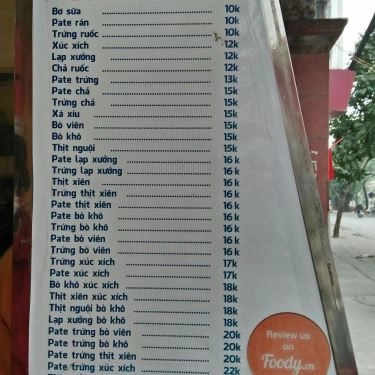 Bơ sữa 10k
Pate rán 10k
Trứng ruốc 10k
Xúc xích 12k
Lạp xưởng 12k
Chả ruốc 12k
Pate trứng 13k
Pate chả 15k
Trứng chả 15k
Xá xíu 15k
Bò viên 15k
Bò khô 15k
Thịt nguội 15k
Pate lạp xưởng 16k
Trứng lạp xưởng 16k
Thịt xiên 16k
Trứng thịt xiên 16k
Pate thịt xiên 16k
Pate bò khô 16k
Trứng bò khô 16k
Pate bò viên 16k
Trứng bò viên 16k
Trứng xúc xích 17k
Pate xúc xích 17k
Bò khô xúc xích 18k
Thịt xiên xúc xích 18k
Thịt nguội bò khô 18k
Lạp xưởng bò khô 18k
Pate trứng bò viên 20k
Pate trứng bò khô 20k
Pate trứng thịt xiên 20k
Pate trứng xúc xích 22k
Review us
on
Foody.vn